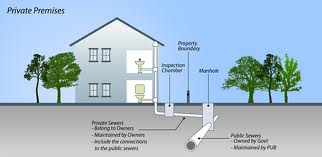 Private Premises
Property
Boundary
Inspection
Chamber
Manhole
Private Sewers
- Belong to Owners
- Maintained by Owners
- Include the connections
to the public sewers
Public Sewers
- Owned by Govt
- Maintained by PUB